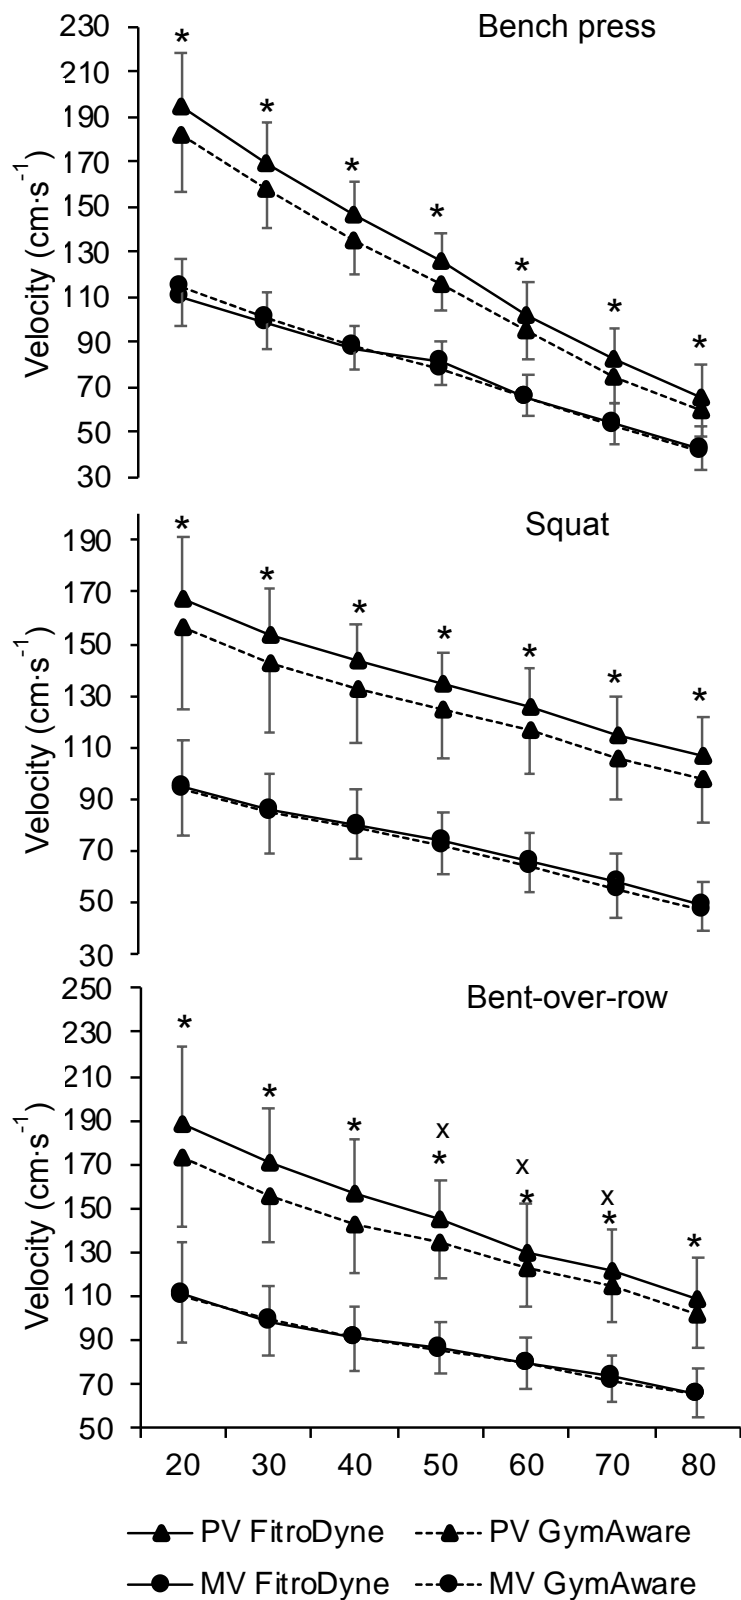 Bench press
Velocity (cm·s⁻¹)
230
210
190
170
150
130
110
90
70
50
30
* * * * * * *
Squat
Velocity (cm·s⁻¹)
190
170
150
130
110
90
70
50
30
* * * * * * *
Bent-over-row
Velocity (cm·s⁻¹)
250
230
210
190
170
150
130
110
90
70
50
x x x
* * * * * * *
20 30 40 50 60 70 80
PV FitroDyne PV GymAware
MV FitroDyne MV GymAware